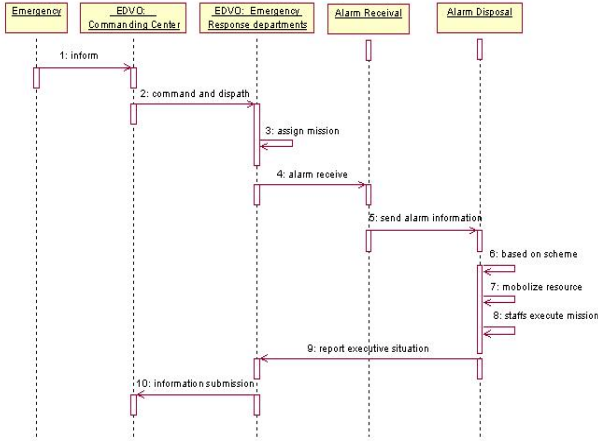 Emergency
EDVO:
Commanding Center
EDVO: Emergency
Response departments
Alarm Receival
Alarm Disposal
1: inform
2: command and dispath
3: assign mission
4: alarm receive
5: send alarm information
6: based on scheme
7: mobolize resource
8: staffs execute mission
9: report executive situation
10: information submission